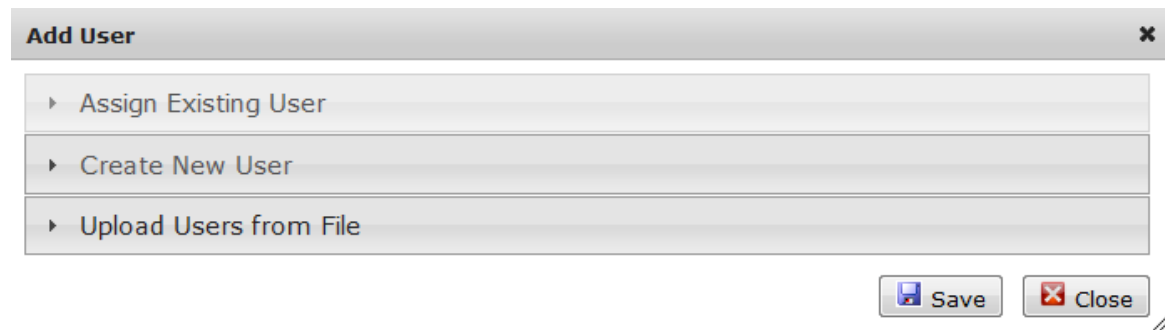 Add User
Assign Existing User
Create New User
Upload Users from File
Save Close